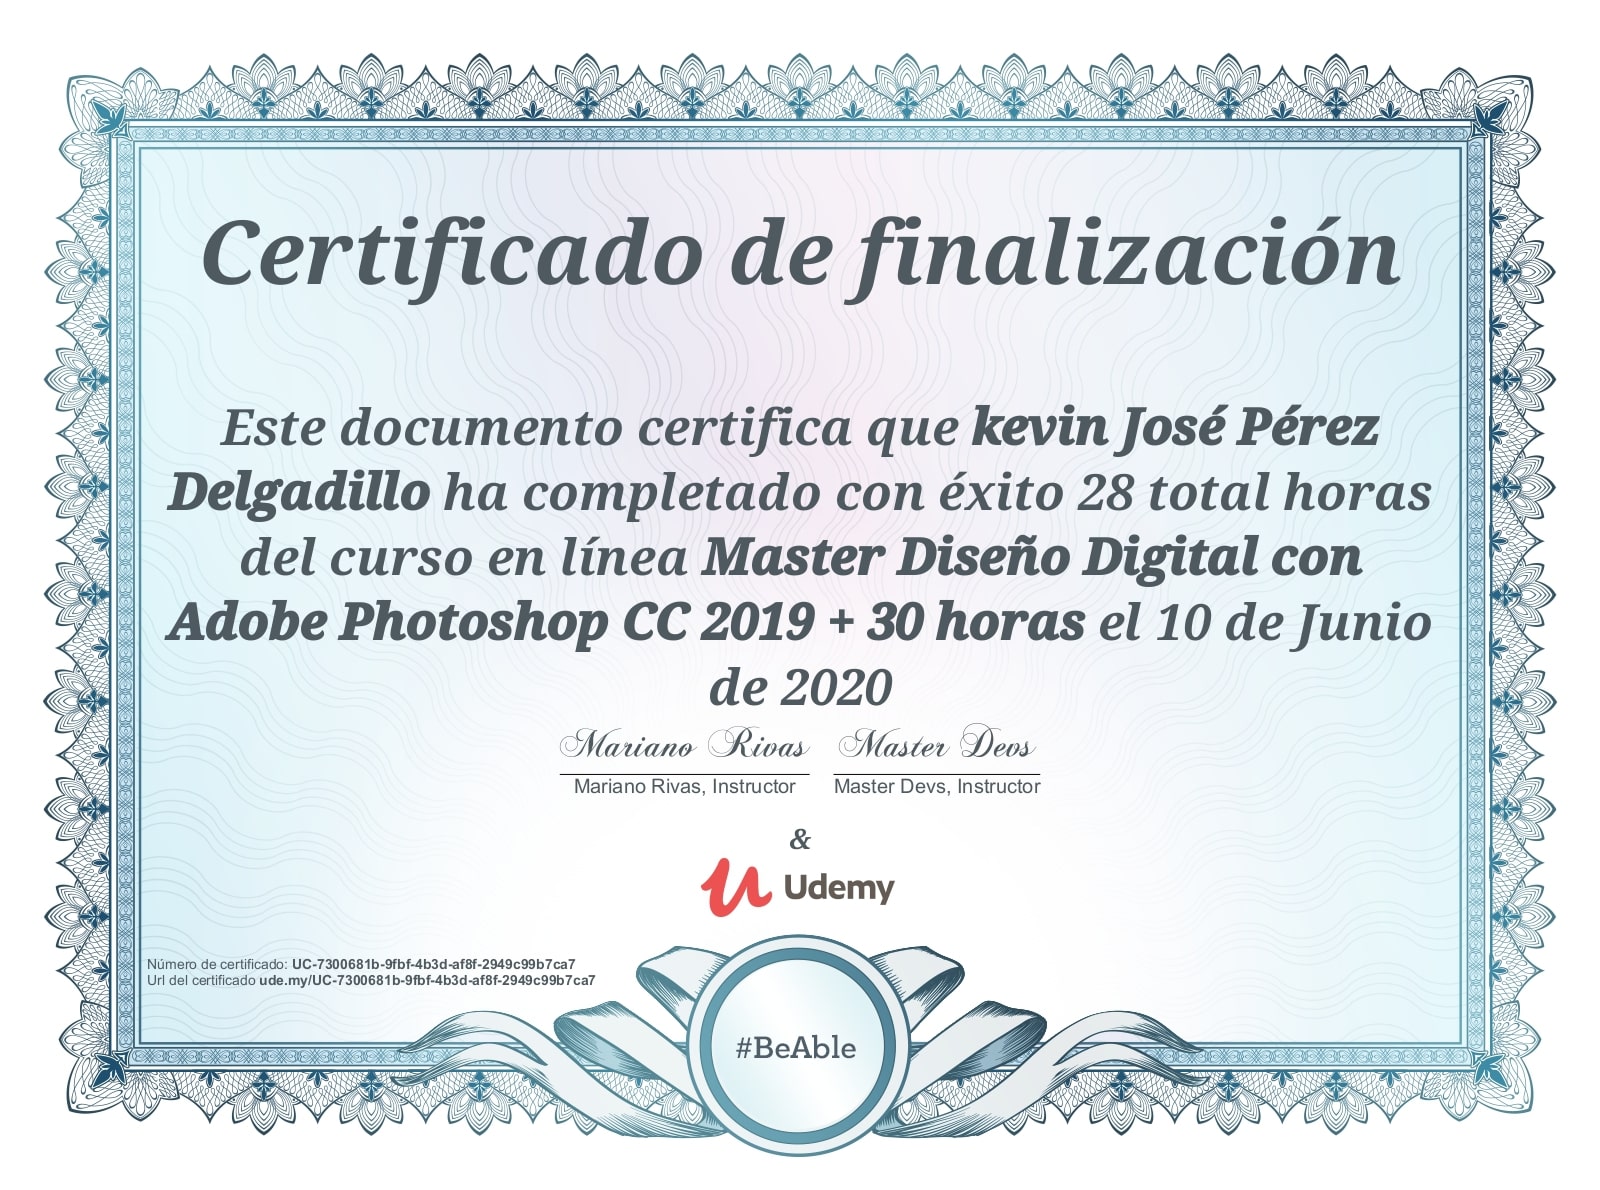 Certificado de finalización
Este documento certifica que kevin José Pérez
Delgadillo ha completado con éxito 28 total horas
del curso en línea Master Diseño Digital con
Adobe Photoshop CC 2019 + 30 horas el 10 de Junio
de 2020
Mariano Rivas Master Devs
Mariano Rivas, Instructor Master Devs, Instructor
&
Udemy
Número de certificado: UC-7300681b-9fbf-4b3d-af8f-2949c99b7ca7
Url del certificado ude.my/UC-7300681b-9fbf-4b3d-af8f-2949c99b7ca7
#BeAble